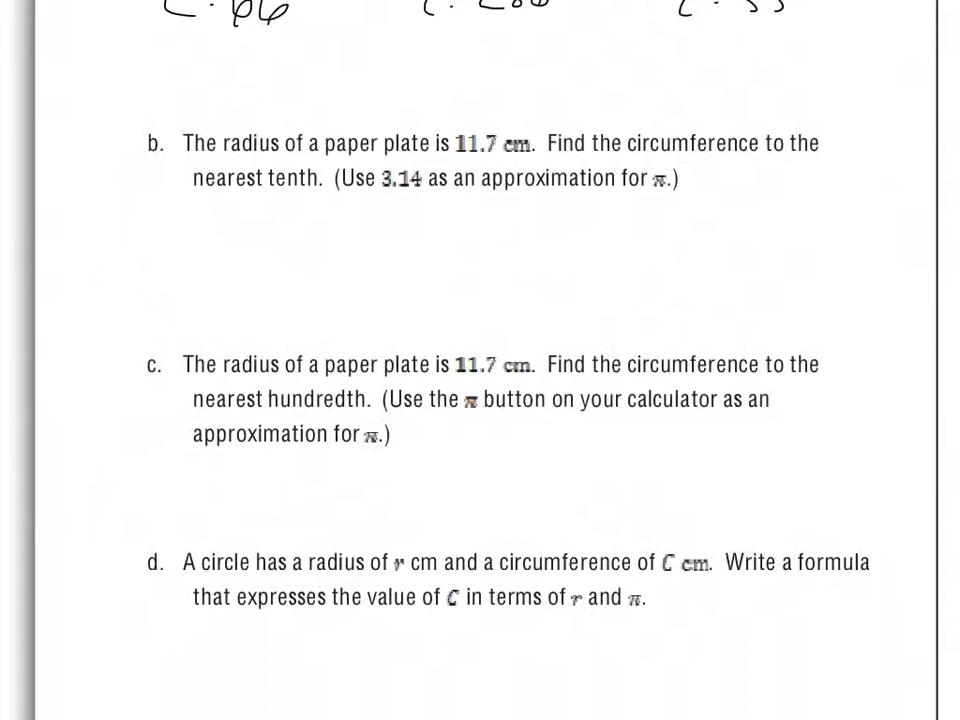 b. The radius of a paper plate is 11.7 cm. Find the circumference to the
nearest tenth. (Use 3.14 as an approximation for π.)
c. The radius of a paper plate is 11.7 cm. Find the circumference to the
nearest hundredth. (Use the π button on your calculator as an
approximation for π.)
d. A circle has a radius of r cm and a circumference of C cm. Write a formula
that expresses the value of C in terms of r and π.